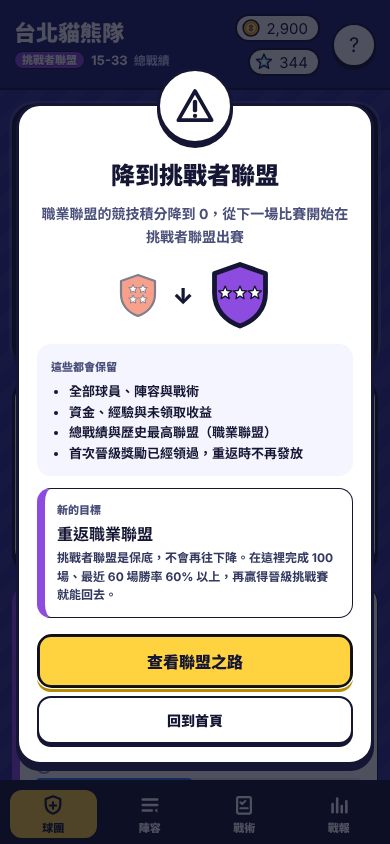 台北貓熊隊
挑戰者聯盟 15-33 總戰績
2,900
344
?
降到挑戰者聯盟
職業聯盟的競技積分降到 0，從下一場比賽開始在
挑戰者聯盟出賽
這些都會保留
• 全部球員、陣容與戰術
• 資金、經驗與未領取收益
• 總戰績與歷史最高聯盟（職業聯盟）
• 首次晉級獎勵已經領過，重返時不再發放
新的目標
重返職業聯盟
挑戰者聯盟是保底，不會再往下降。在這裡完成 100
場、最近 60 場勝率 60% 以上，再贏得晉級挑戰賽
就能回去。
查看聯盟之路
回到首頁
球團 陣容 戰術 戰報